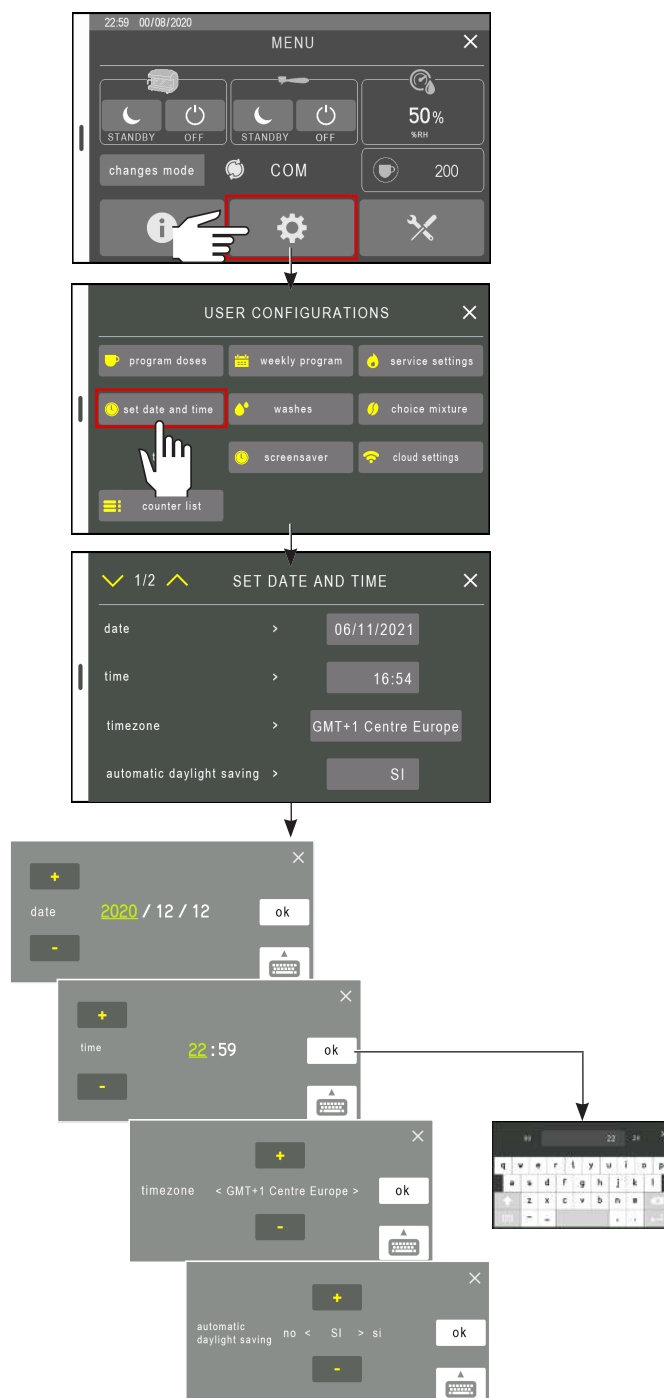 22:59 00/08/2020
MENU
STANDBY OFF STANDBY OFF
50%
%RH
changes mode COM 200
USER CONFIGURATIONS
program doses weekly program service settings
set date and time washes choice mixture
screensaver cloud settings
counter list
1/2 SET DATE AND TIME
date > 06/11/2021
time > 16:54
timezone > GMT+1 Centre Europe
automatic daylight saving > SI
+
date 2020 / 12 / 12 ok
-
+
time 22:59 ok
-
+
timezone < GMT+1 Centre Europe > ok
-
+
automatic
daylight saving no < SI > si ok
-
22
q w e r t y u i o p
a s d f g h j k l
z x c v b n m